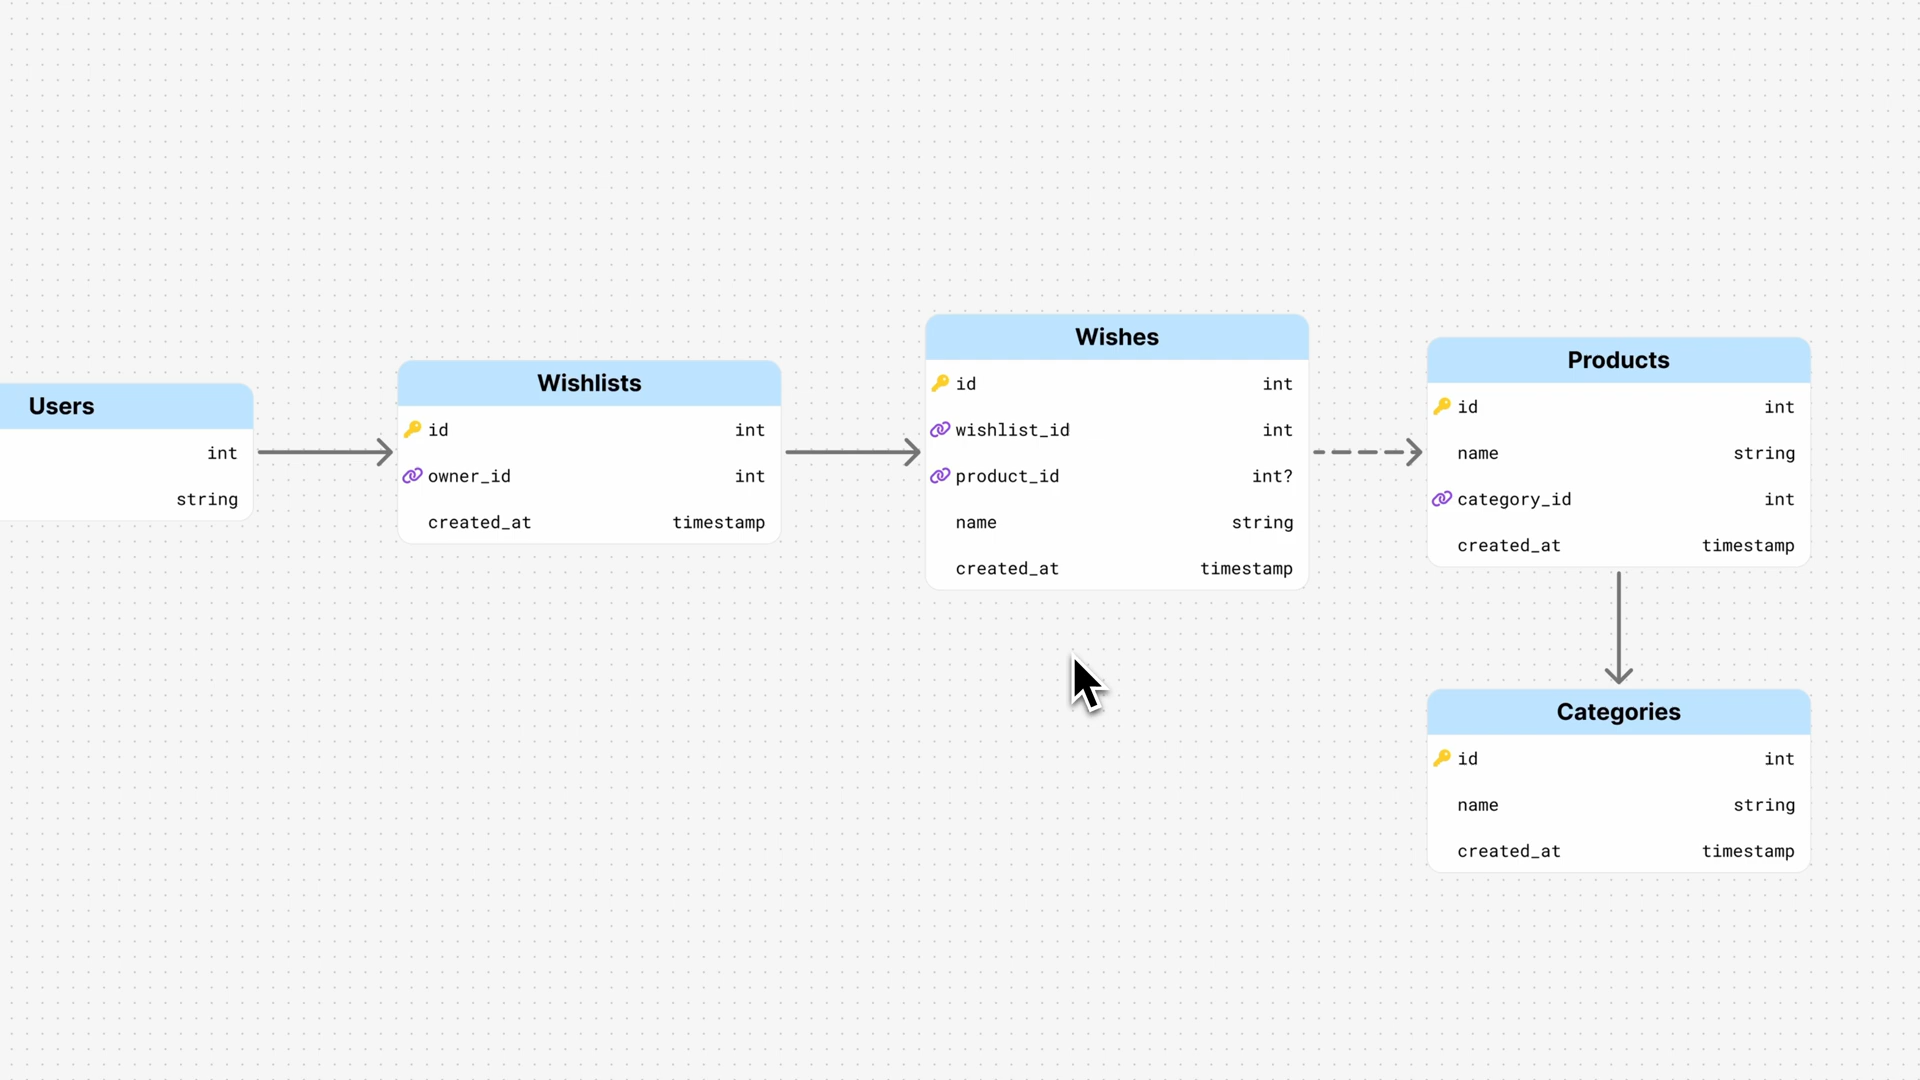 Users
int
string
Wishlists
id int
owner_id int
created_at timestamp
Wishes
id int
wishlist_id int
product_id int?
name string
created_at timestamp
Products
id int
name string
category_id int
created_at timestamp
Categories
id int
name string
created_at timestamp